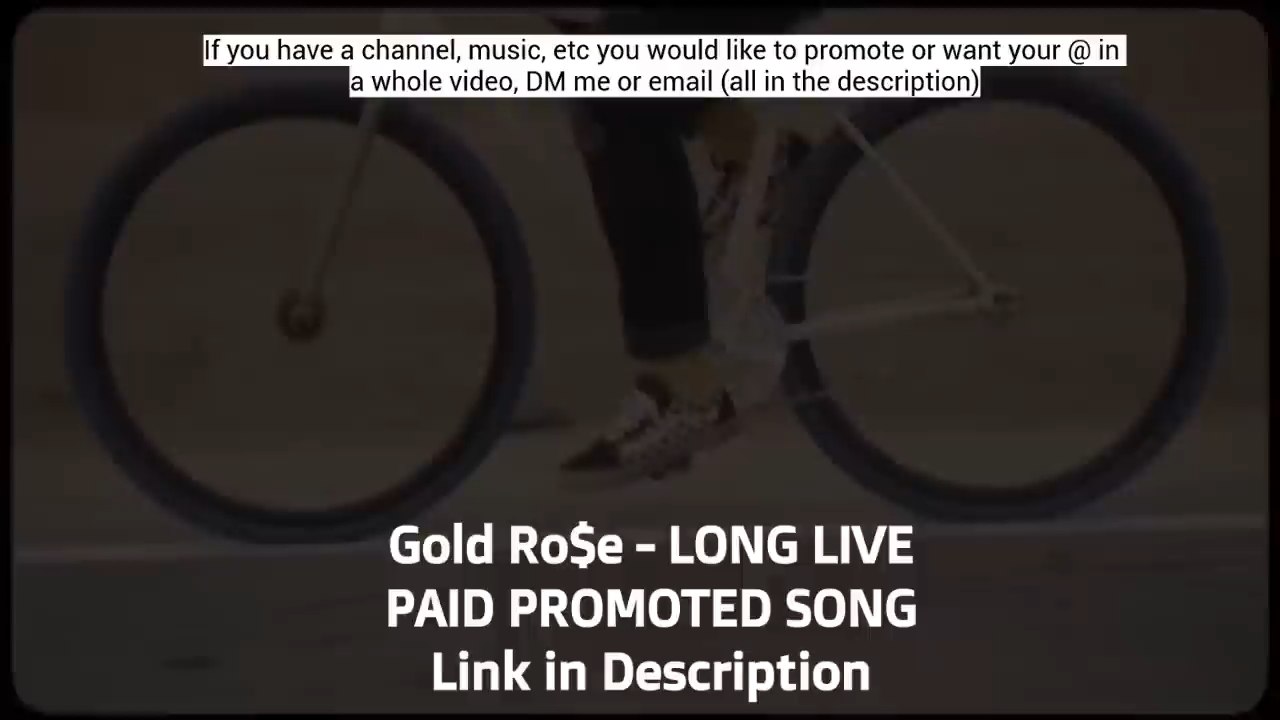 If you have a channel, music, etc you would like to promote or want your @ in
a whole video, DM me or email (all in the description)
Gold Ro$e - LONG LIVE
PAID PROMOTED SONG
Link in Description